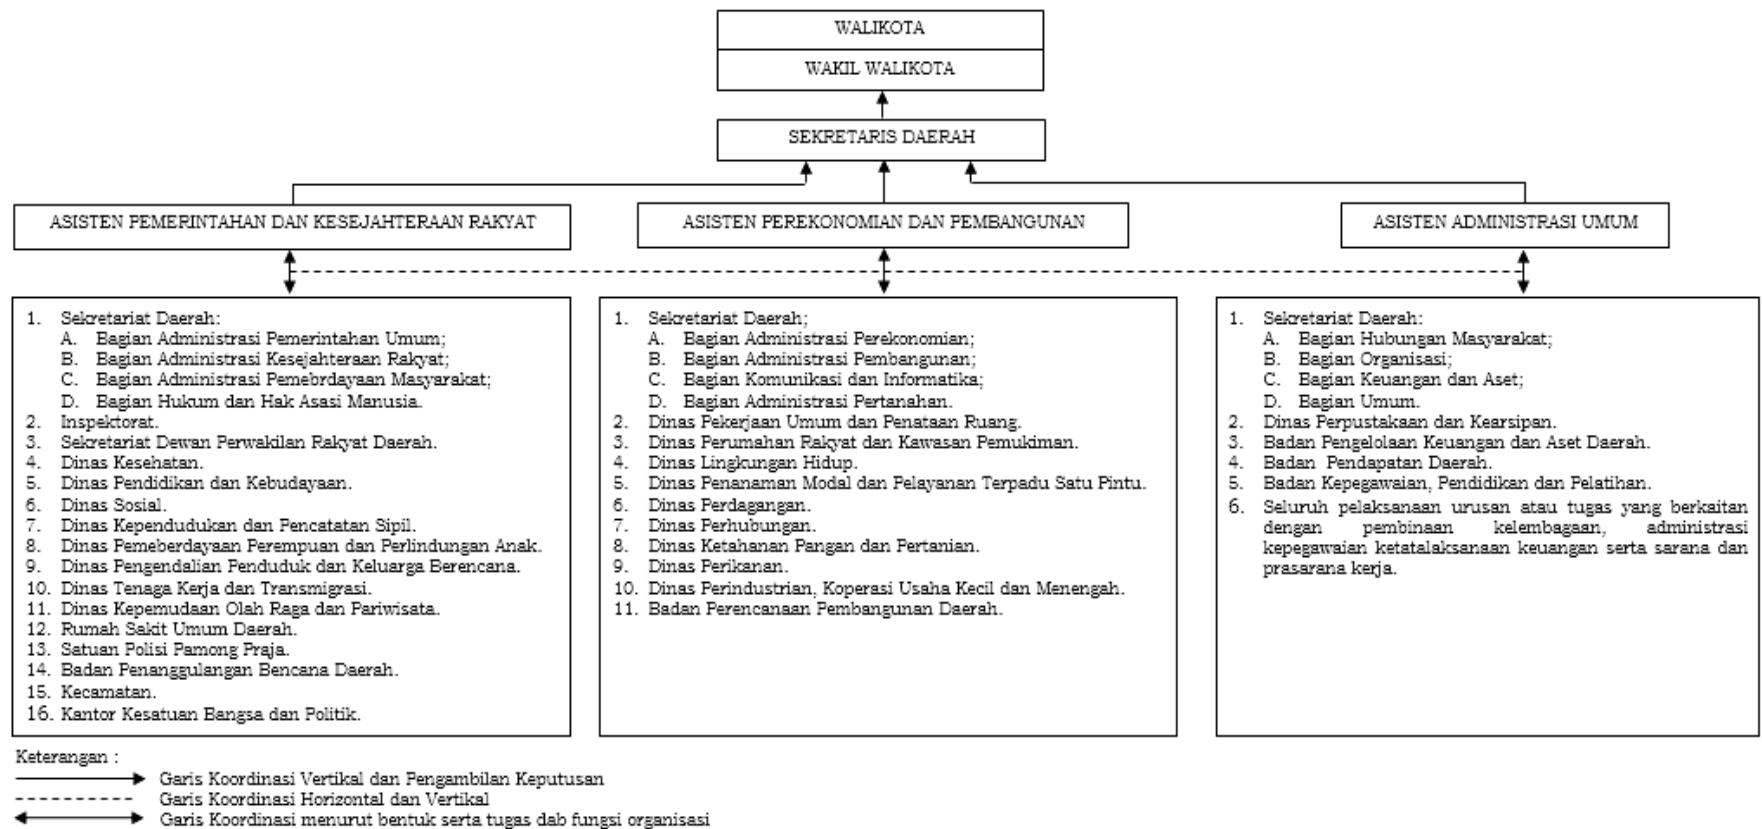 WALIKOTA
WAKIL WALIKOTA
SEKRETARIS DAERAH
ASISTEN PEMERINTAHAN DAN KESEJAHTERAAN RAKYAT
ASISTEN PEREKONOMIAN DAN PEMBANGUNAN
ASISTEN ADMINISTRASI UMUM
1. Sekretariat Daerah:
A. Bagian Administrasi Pemerintahan Umum;
B. Bagian Administrasi Kesejahteraan Rakyat;
C. Bagian Administrasi Pemebrdayaan Masyarakat;
D. Bagian Hukum dan Hak Asasi Manusia.
2. Inspektorat.
3. Sekretariat Dewan Perwakilan Rakyat Daerah.
4. Dinas Kesehatan.
5. Dinas Pendidikan dan Kebudayaan.
6. Dinas Sosial.
7. Dinas Kependudukan dan Pencatatan Sipil.
8. Dinas Pemeberdayaan Perempuan dan Perlindungan Anak.
9. Dinas Pengendalian Penduduk dan Keluarga Berencana.
10. Dinas Tenaga Kerja dan Transmigrasi.
11. Dinas Kepemudaan Olah Raga dan Pariwisata.
12. Rumah Sakit Umum Daerah.
13. Satuan Polisi Pamong Praja.
14. Badan Penanggulangan Bencana Daerah.
15. Kecamatan.
16. Kantor Kesatuan Bangsa dan Politik.
1. Sekretariat Daerah;
A. Bagian Administrasi Perekonomian;
B. Bagian Administrasi Pembangunan;
C. Bagian Komunikasi dan Informatika;
D. Bagian Administrasi Pertanahan.
2. Dinas Pekerjaan Umum dan Penataan Ruang.
3. Dinas Perumahan Rakyat dan Kawasan Pemukiman.
4. Dinas Lingkungan Hidup.
5. Dinas Penanaman Modal dan Pelayanan Terpadu Satu Pintu.
6. Dinas Perdagangan.
7. Dinas Perhubungan.
8. Dinas Ketahanan Pangan dan Pertanian.
9. Dinas Perikanan.
10. Dinas Perindustrian, Koperasi Usaha Kecil dan Menengah.
11. Badan Perencanaan Pembangunan Daerah.
1. Sekretariat Daerah:
A. Bagian Hubungan Masyarakat;
B. Bagian Organisasi;
C. Bagian Keuangan dan Aset;
D. Bagian Umum.
2. Dinas Perpustakaan dan Kearsipan.
3. Badan Pengelolaan Keuangan dan Aset Daerah.
4. Badan Pendapatan Daerah.
5. Badan Kepegawaian, Pendidikan dan Pelatihan.
6. Seluruh pelaksanaan urusan atau tugas yang berkaitan
dengan pembinaan kelembagaan, administrasi
kepegawaian ketatalaksanaan keuangan serta sarana dan
prasarana kerja.
Keterangan :
Garis Koordinasi Vertikal dan Pengambilan Keputusan
Garis Koordinasi Horizontal dan Vertikal
Garis Koordinasi menurut bentuk serta tugas dab fungsi organisasi